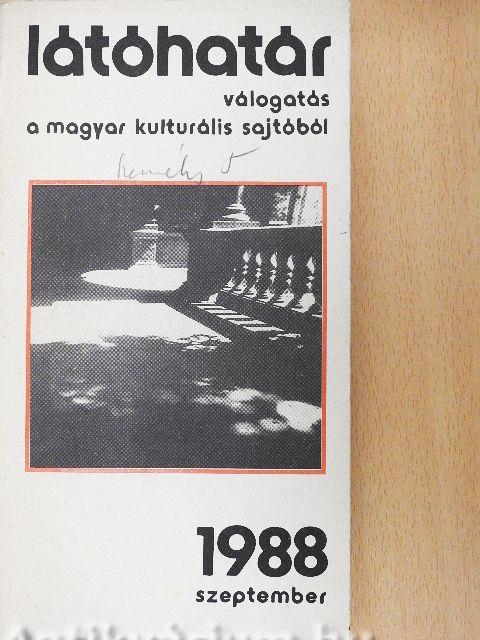 látóhatár
válogatás
a magyar kulturális sajtóból
1988
szeptember